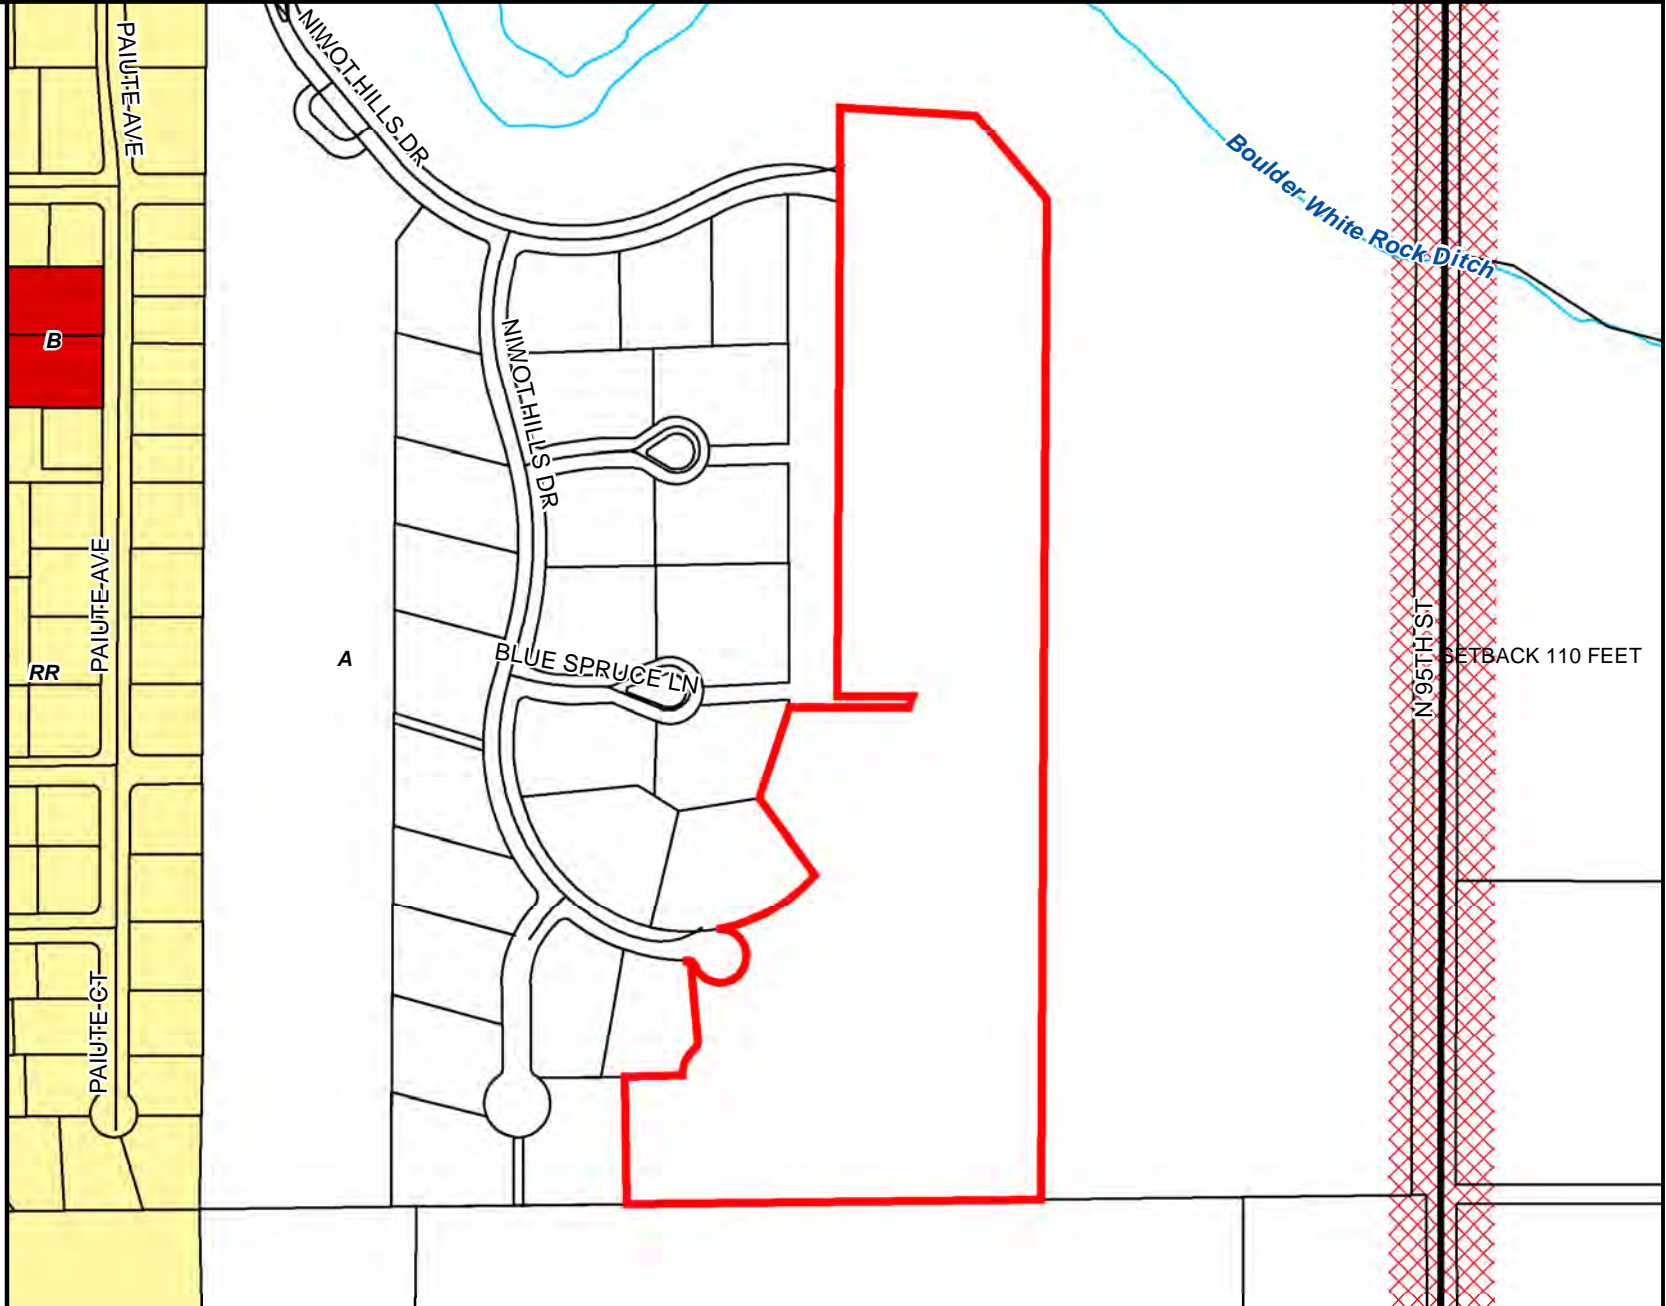 PAIUTE AVE
NIWOT HILLS DR
Boulder-White Rock Ditch
B
NIWOT HILLS DR
PAIUTE AVE
RR
A
BLUE SPRUCE LN
N 95TH ST
SETBACK 110 FEET
PAIUTE CT